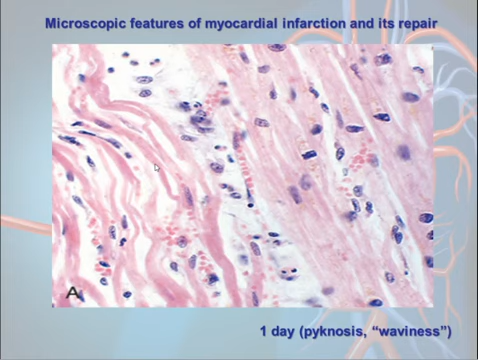 Microscopic features of myocardial infarction and its repair
A
1 day (pyknosis, “waviness”)